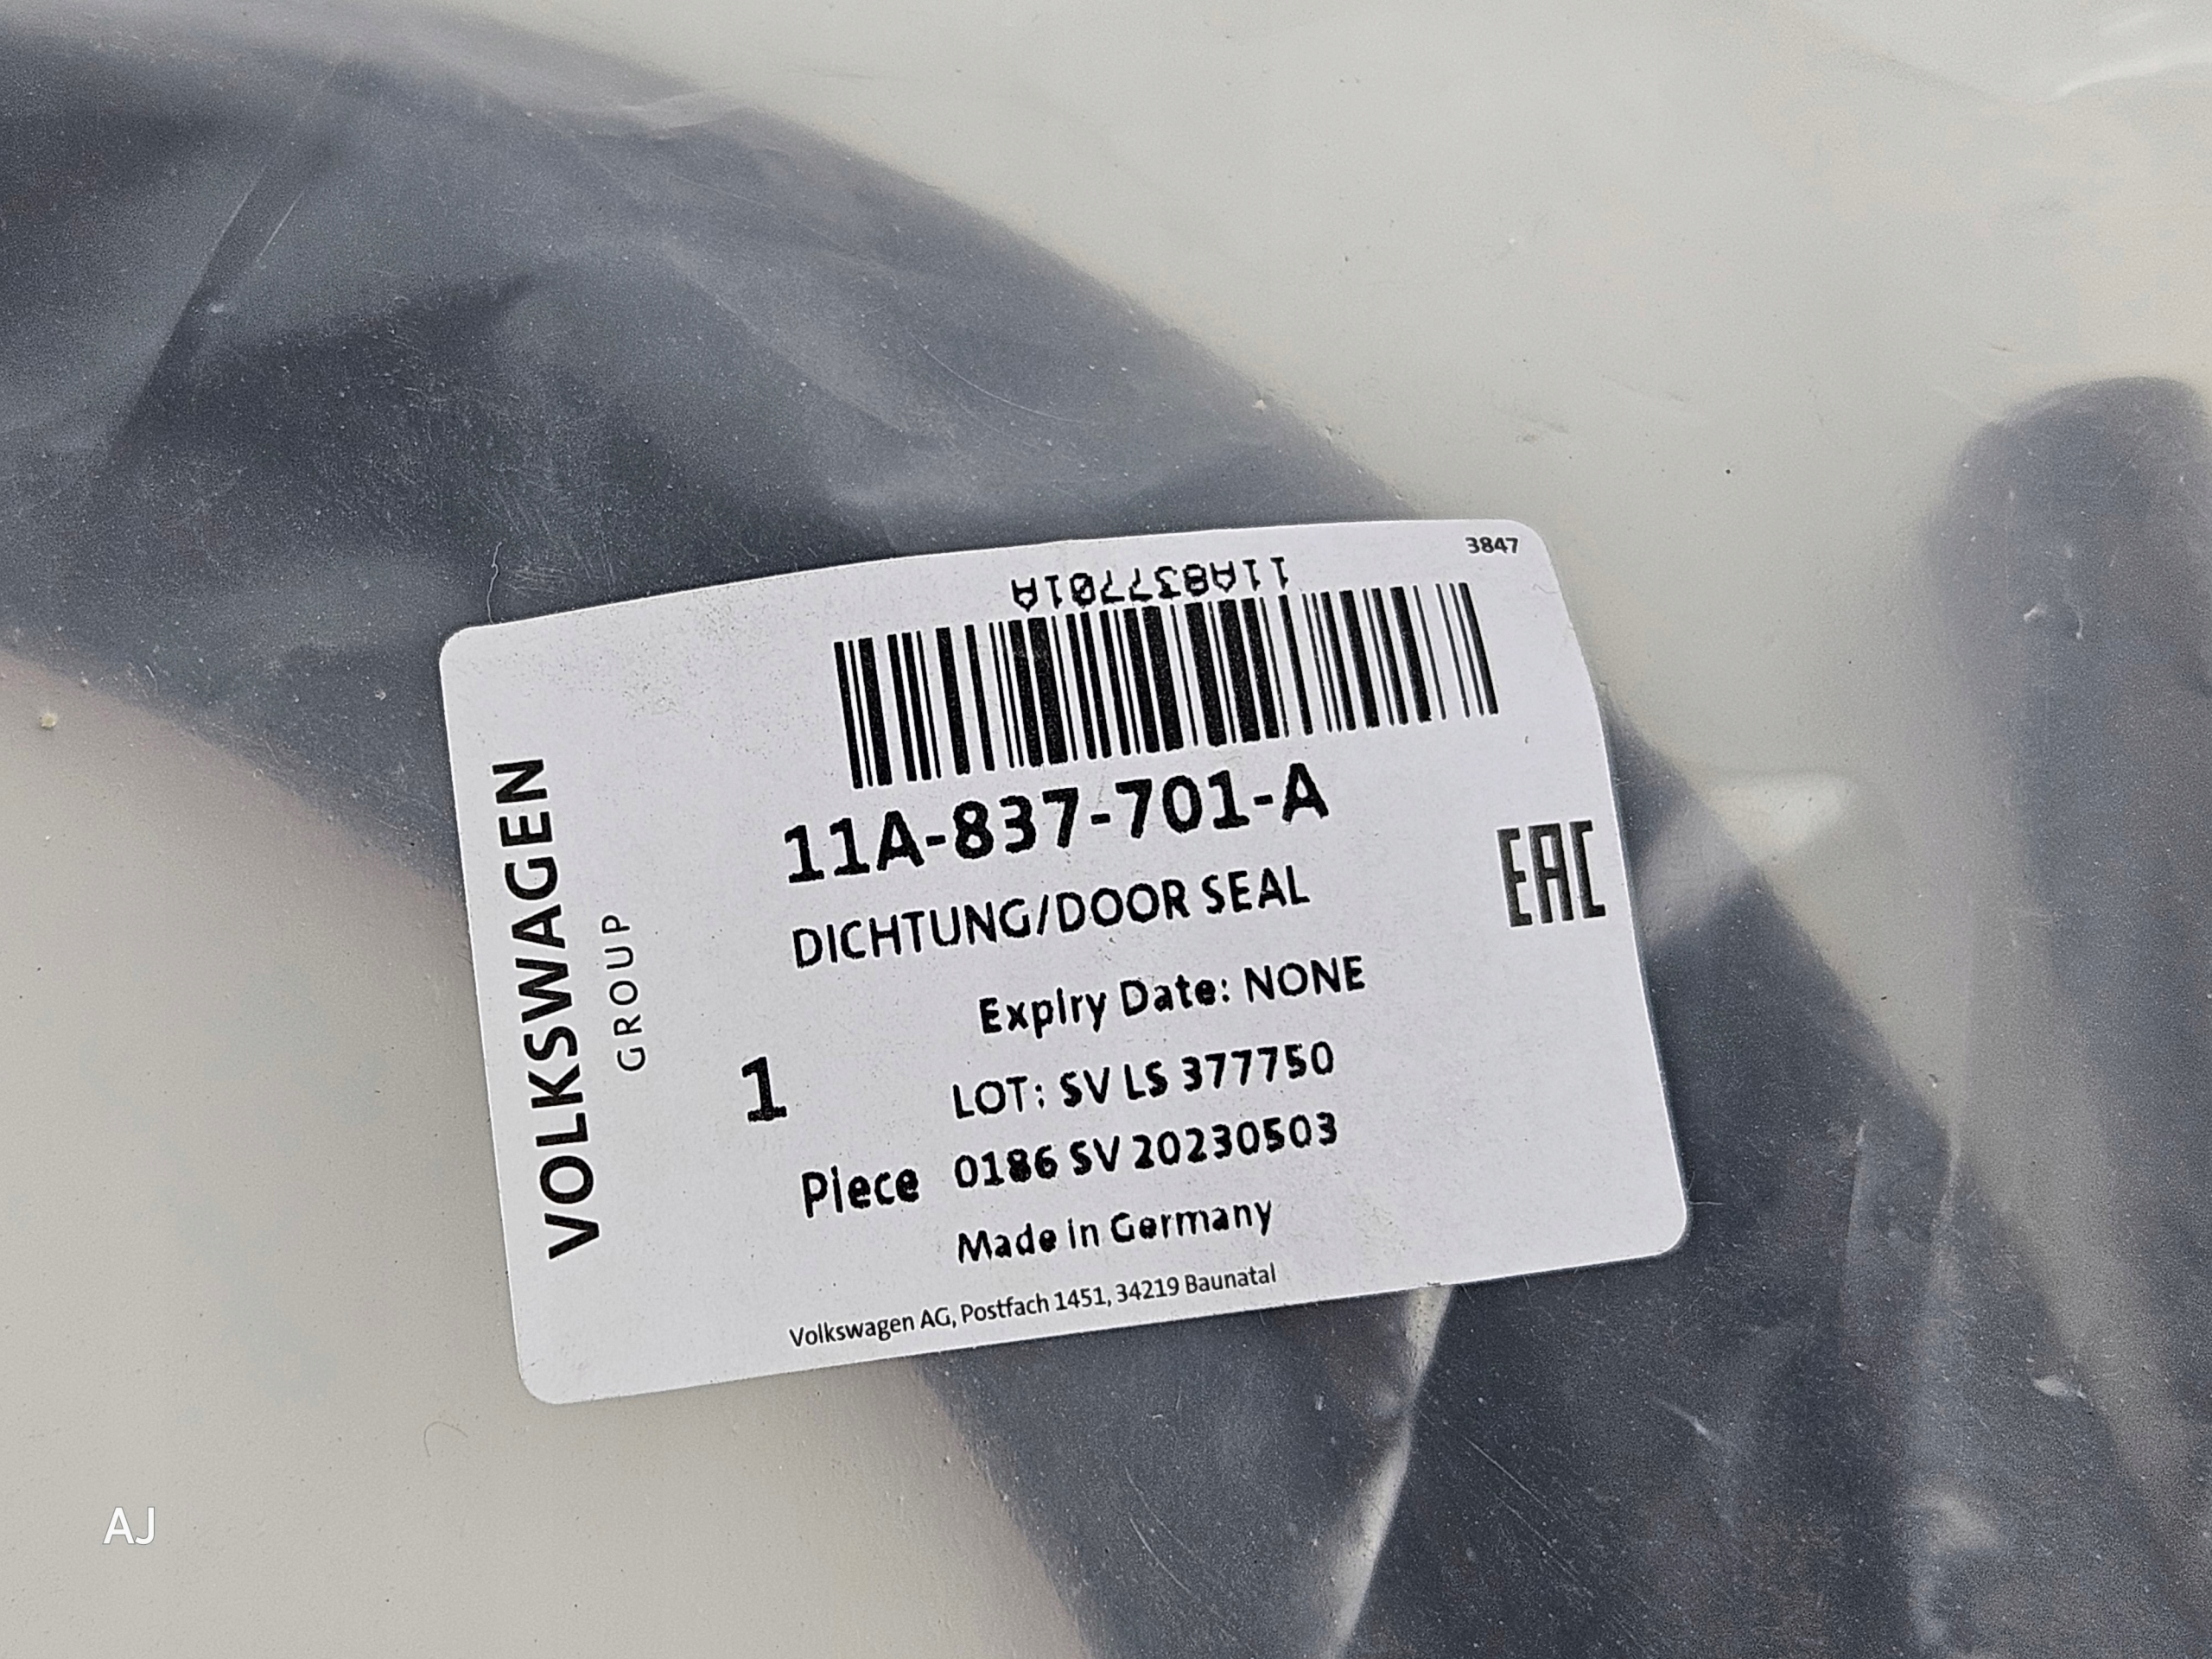 3847
11A837701A
11A-837-701-A
DICHTUNG/DOOR SEAL
EAC
Expiry Date: NONE
1
LOT: SV LS 377750
Piece 0186 SV 20230503
Made in Germany
Volkswagen AG, Postfach 1451, 34219 Baunatal
VOLKSWAGEN
GROUP
AJ